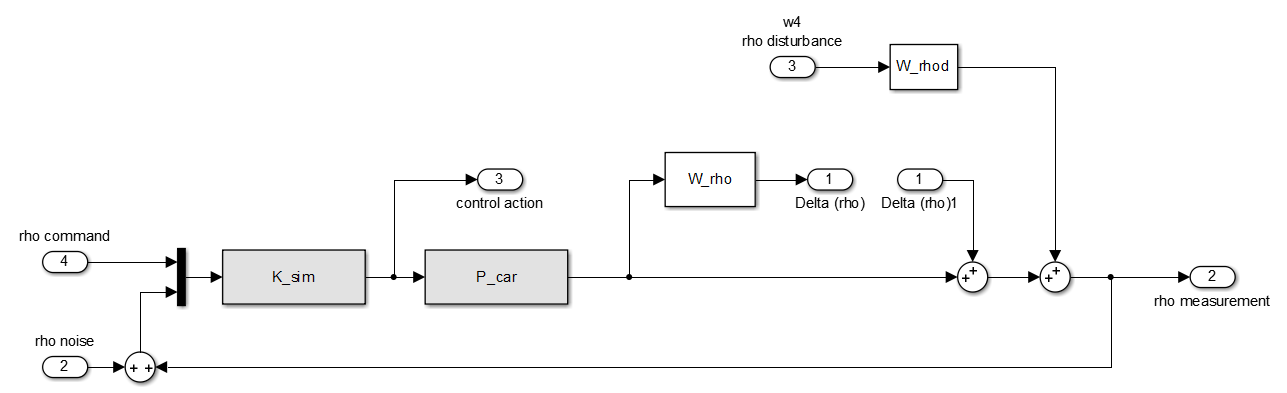 w4
rho disturbance
3
W_rhod
W_rho
3
control action
1
Delta (rho)
1
Delta (rho)1
rho command
4
K_sim
P_car
+
+
+
+
2
rho measurement
rho noise
2
+ +